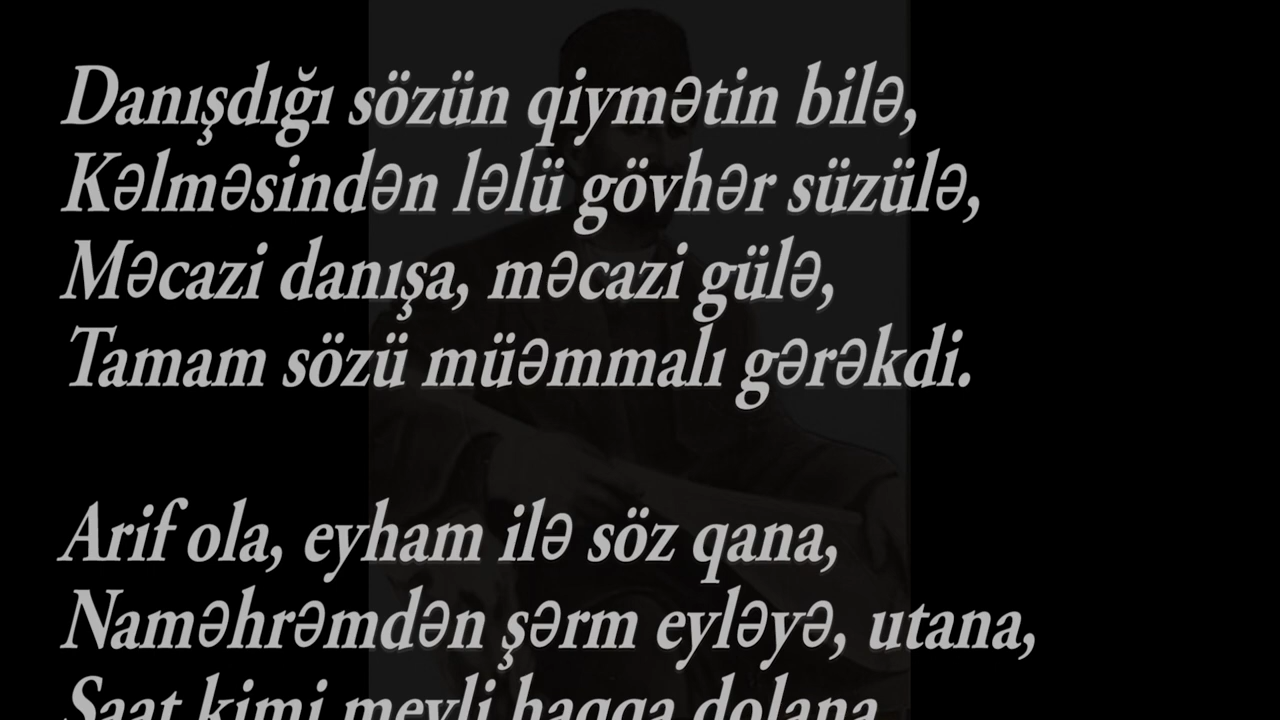 Danışdığı sözün qiymətin bilə,
Kəlməsindən ləlü gövhər süzülə,
Məcazi danışa, məcazi gülə,
Tamam sözü müəmmalı gərəkdi.
Arif ola, eyham ilə söz qana,
Naməhrəmdən şərm eyləyə, utana,
Saat kimi meyli haqqa dolana